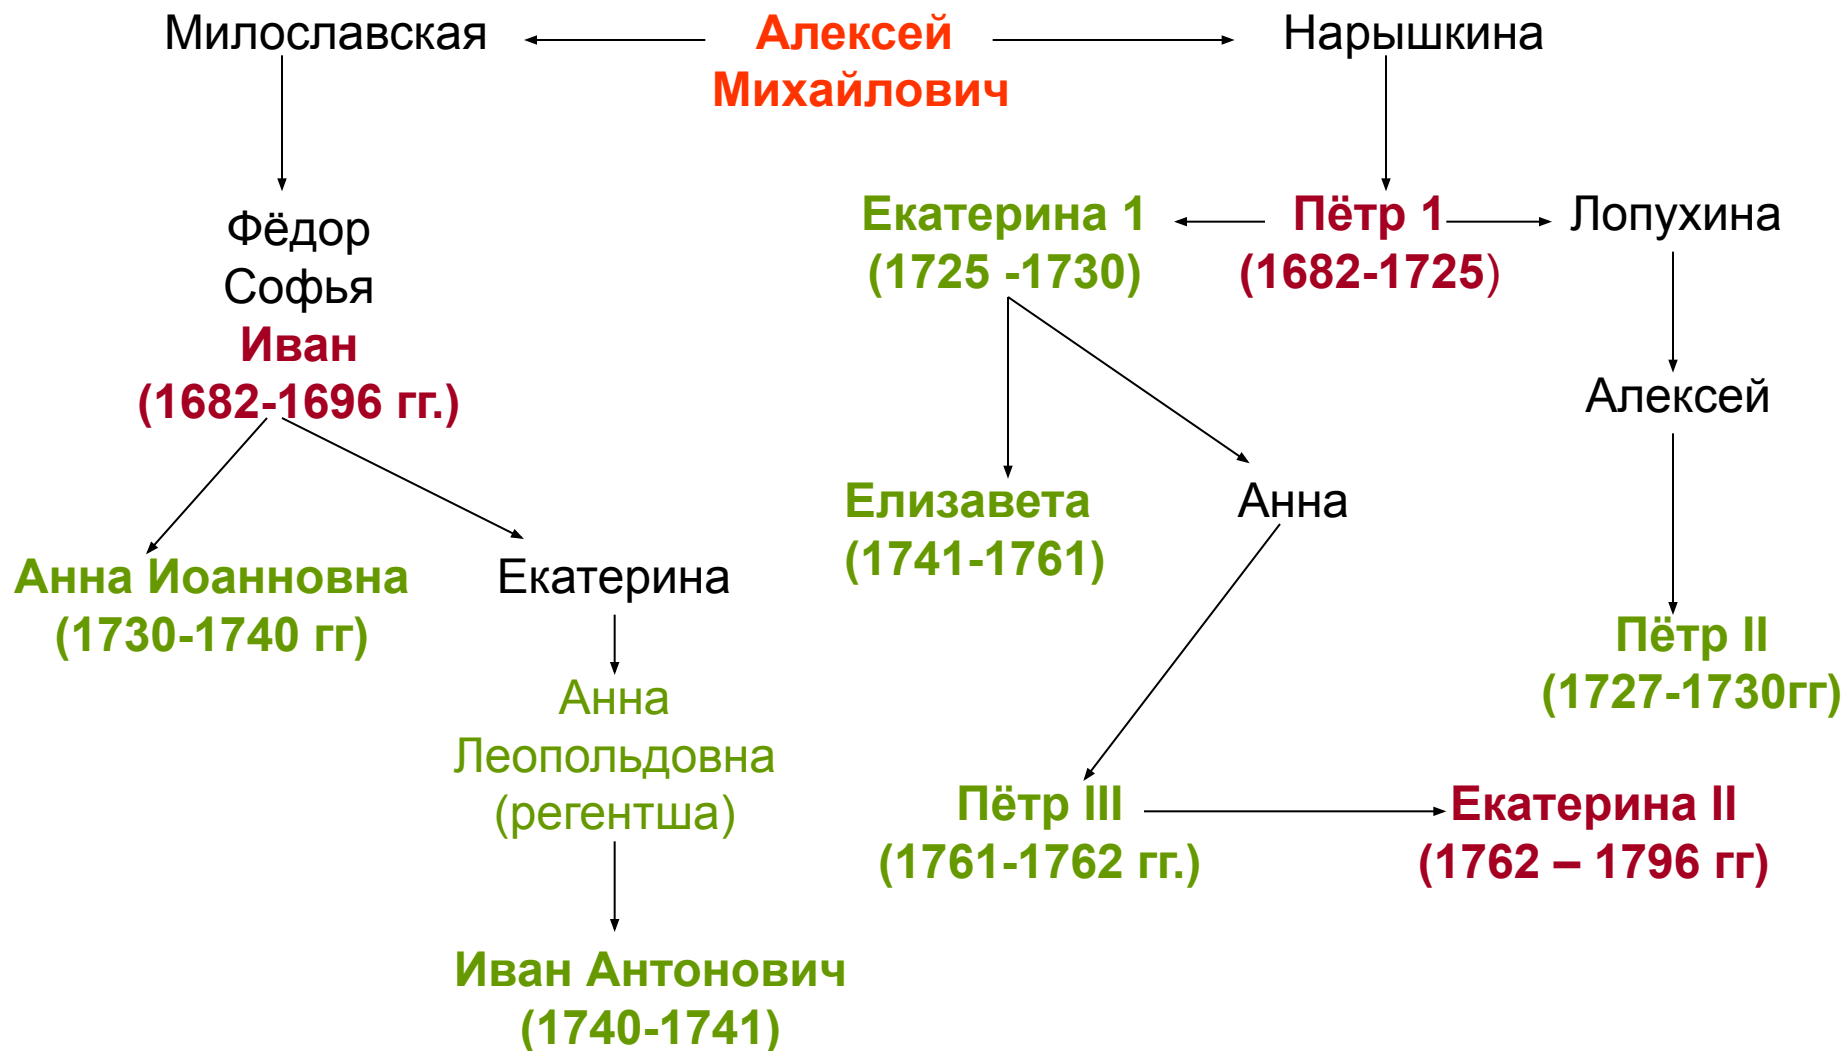 Милославская
Алексей
Михайлович
Нарышкина
Фёдор
Софья
Иван
(1682-1696 гг.)
Екатерина 1
(1725 -1730)
Пётр 1
(1682-1725)
Лопухина
Алексей
Анна Иоанновна
(1730-1740 гг)
Екатерина
Елизавета
(1741-1761)
Анна
Пётр II
(1727-1730гг)
Анна
Леопольдовна
(регентша)
Пётр III
(1761-1762 гг.)
Екатерина II
(1762 – 1796 гг)
Иван Антонович
(1740-1741)